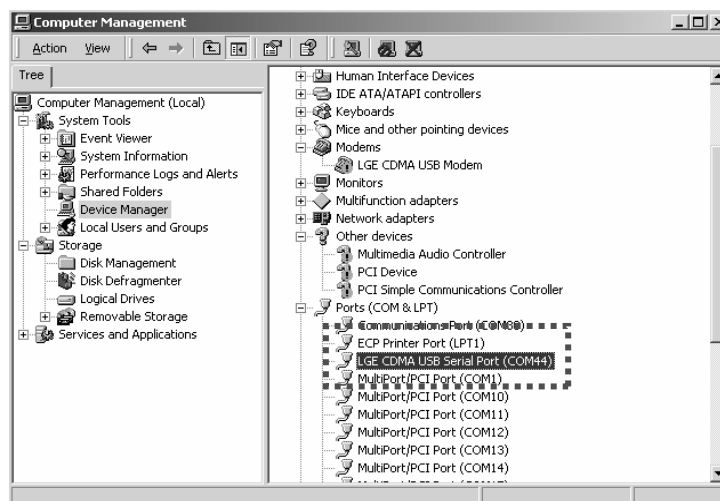 Computer Management
Action View
Tree
Computer Management (Local)
System Tools
Event Viewer
System Information
Performance Logs and Alerts
Shared Folders
Device Manager
Local Users and Groups
Storage
Disk Management
Disk Defragmenter
Logical Drives
Removable Storage
Services and Applications
Human Interface Devices
IDE ATA/ATAPI controllers
Keyboards
Mice and other pointing devices
Modems
LGE CDMA USB Modem
Monitors
Multifunction adapters
Network adapters
Other devices
Multimedia Audio Controller
PCI Device
PCI Simple Communications Controller
Ports (COM & LPT)
Communications Port
ECP Printer Port (LPT1)
LGE CDMA USB Serial Port (COM44)
MultiPort/PCI Port (COM1)
MultiPort/PCI Port (COM10)
MultiPort/PCI Port (COM11)
MultiPort/PCI Port (COM12)
MultiPort/PCI Port (COM13)
MultiPort/PCI Port (COM14)